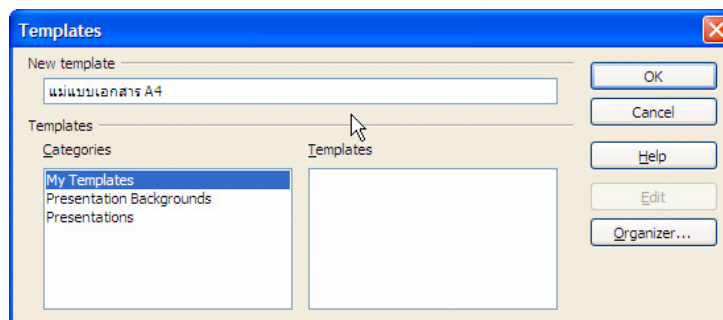 Templates
New template
แม่แบบเอกสาร A4
OK
Cancel
Templates
Categories
Templates
Help
My Templates
Presentation Backgrounds
Presentations
Edit
Organizer...